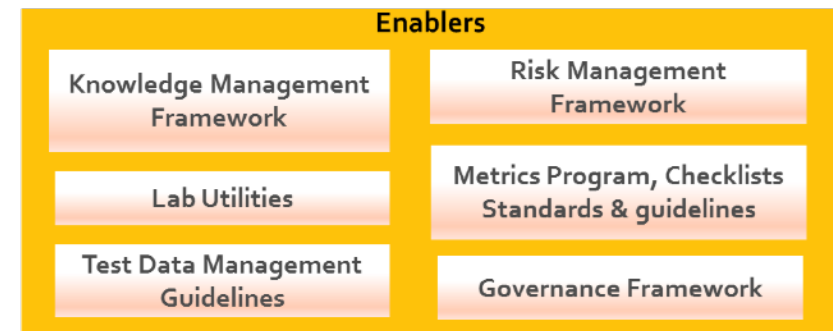 Enablers
Knowledge Management
Framework
Lab Utilities
Test Data Management
Guidelines
Risk Management
Framework
Metrics Program, Checklists
Standards & guidelines
Governance Framework